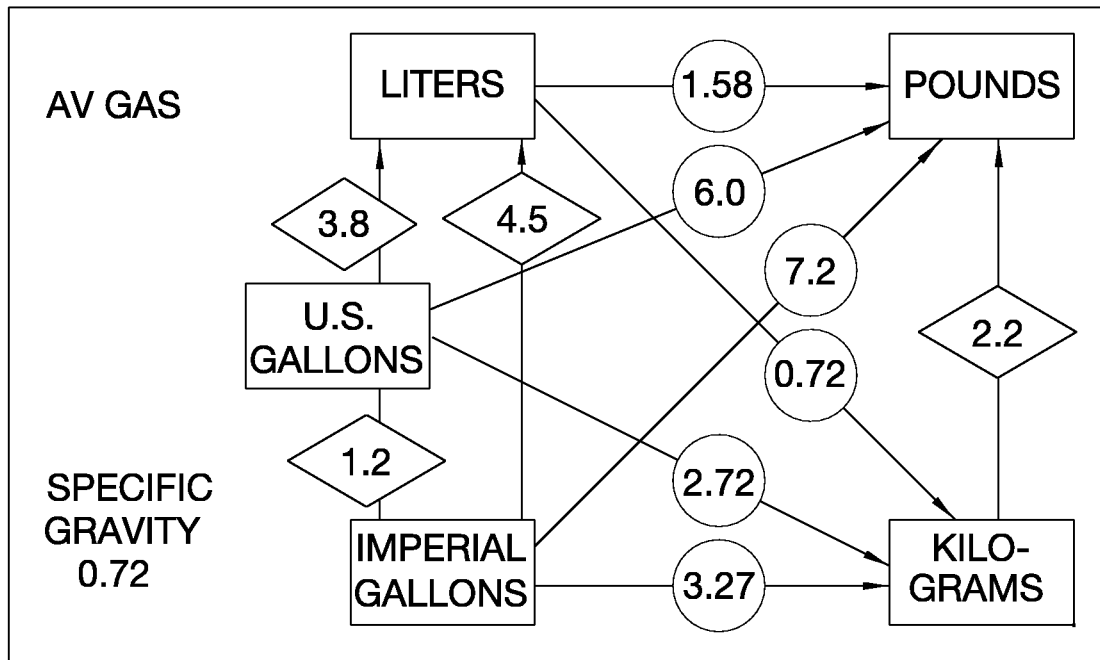 LITERS
1.58
POUNDS
AV GAS
6.0
3.8
4.5
7.2
U.S.
GALLONS
2.2
0.72
1.2
2.72
SPECIFIC
GRAVITY
0.72
IMPERIAL
GALLONS
3.27
KILO-
GRAMS